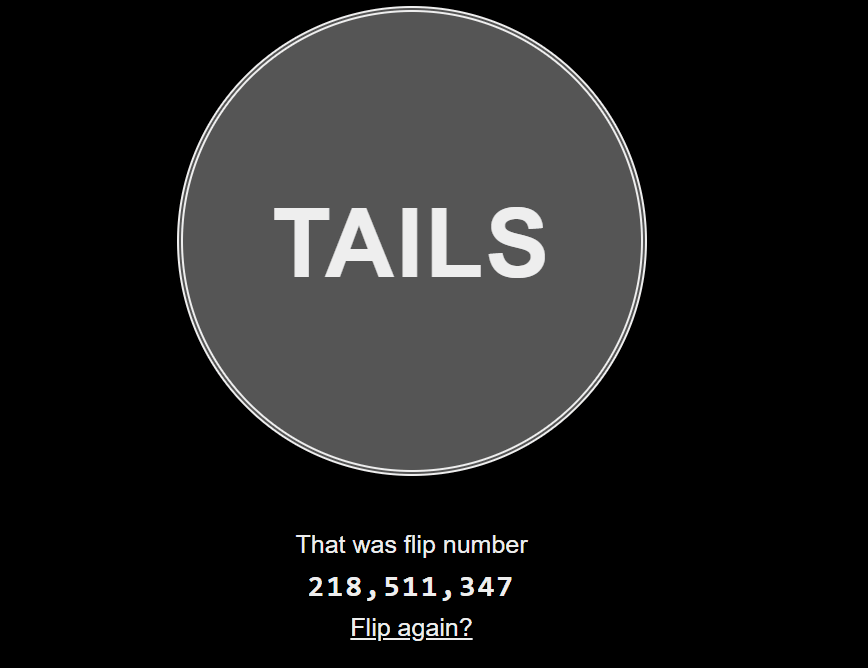 TAILS
That was flip number
218,511,347
Flip again?